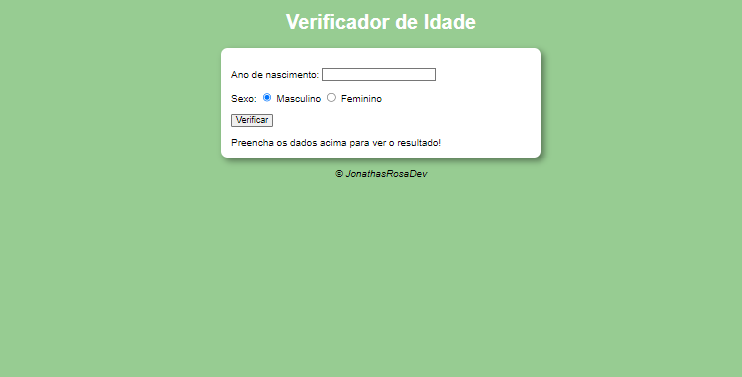 Verificador de Idade
Ano de nascimento:
Sexo: Masculino Feminino
Verificar
Preencha os dados acima para ver o resultado!
© JonathasRosaDev